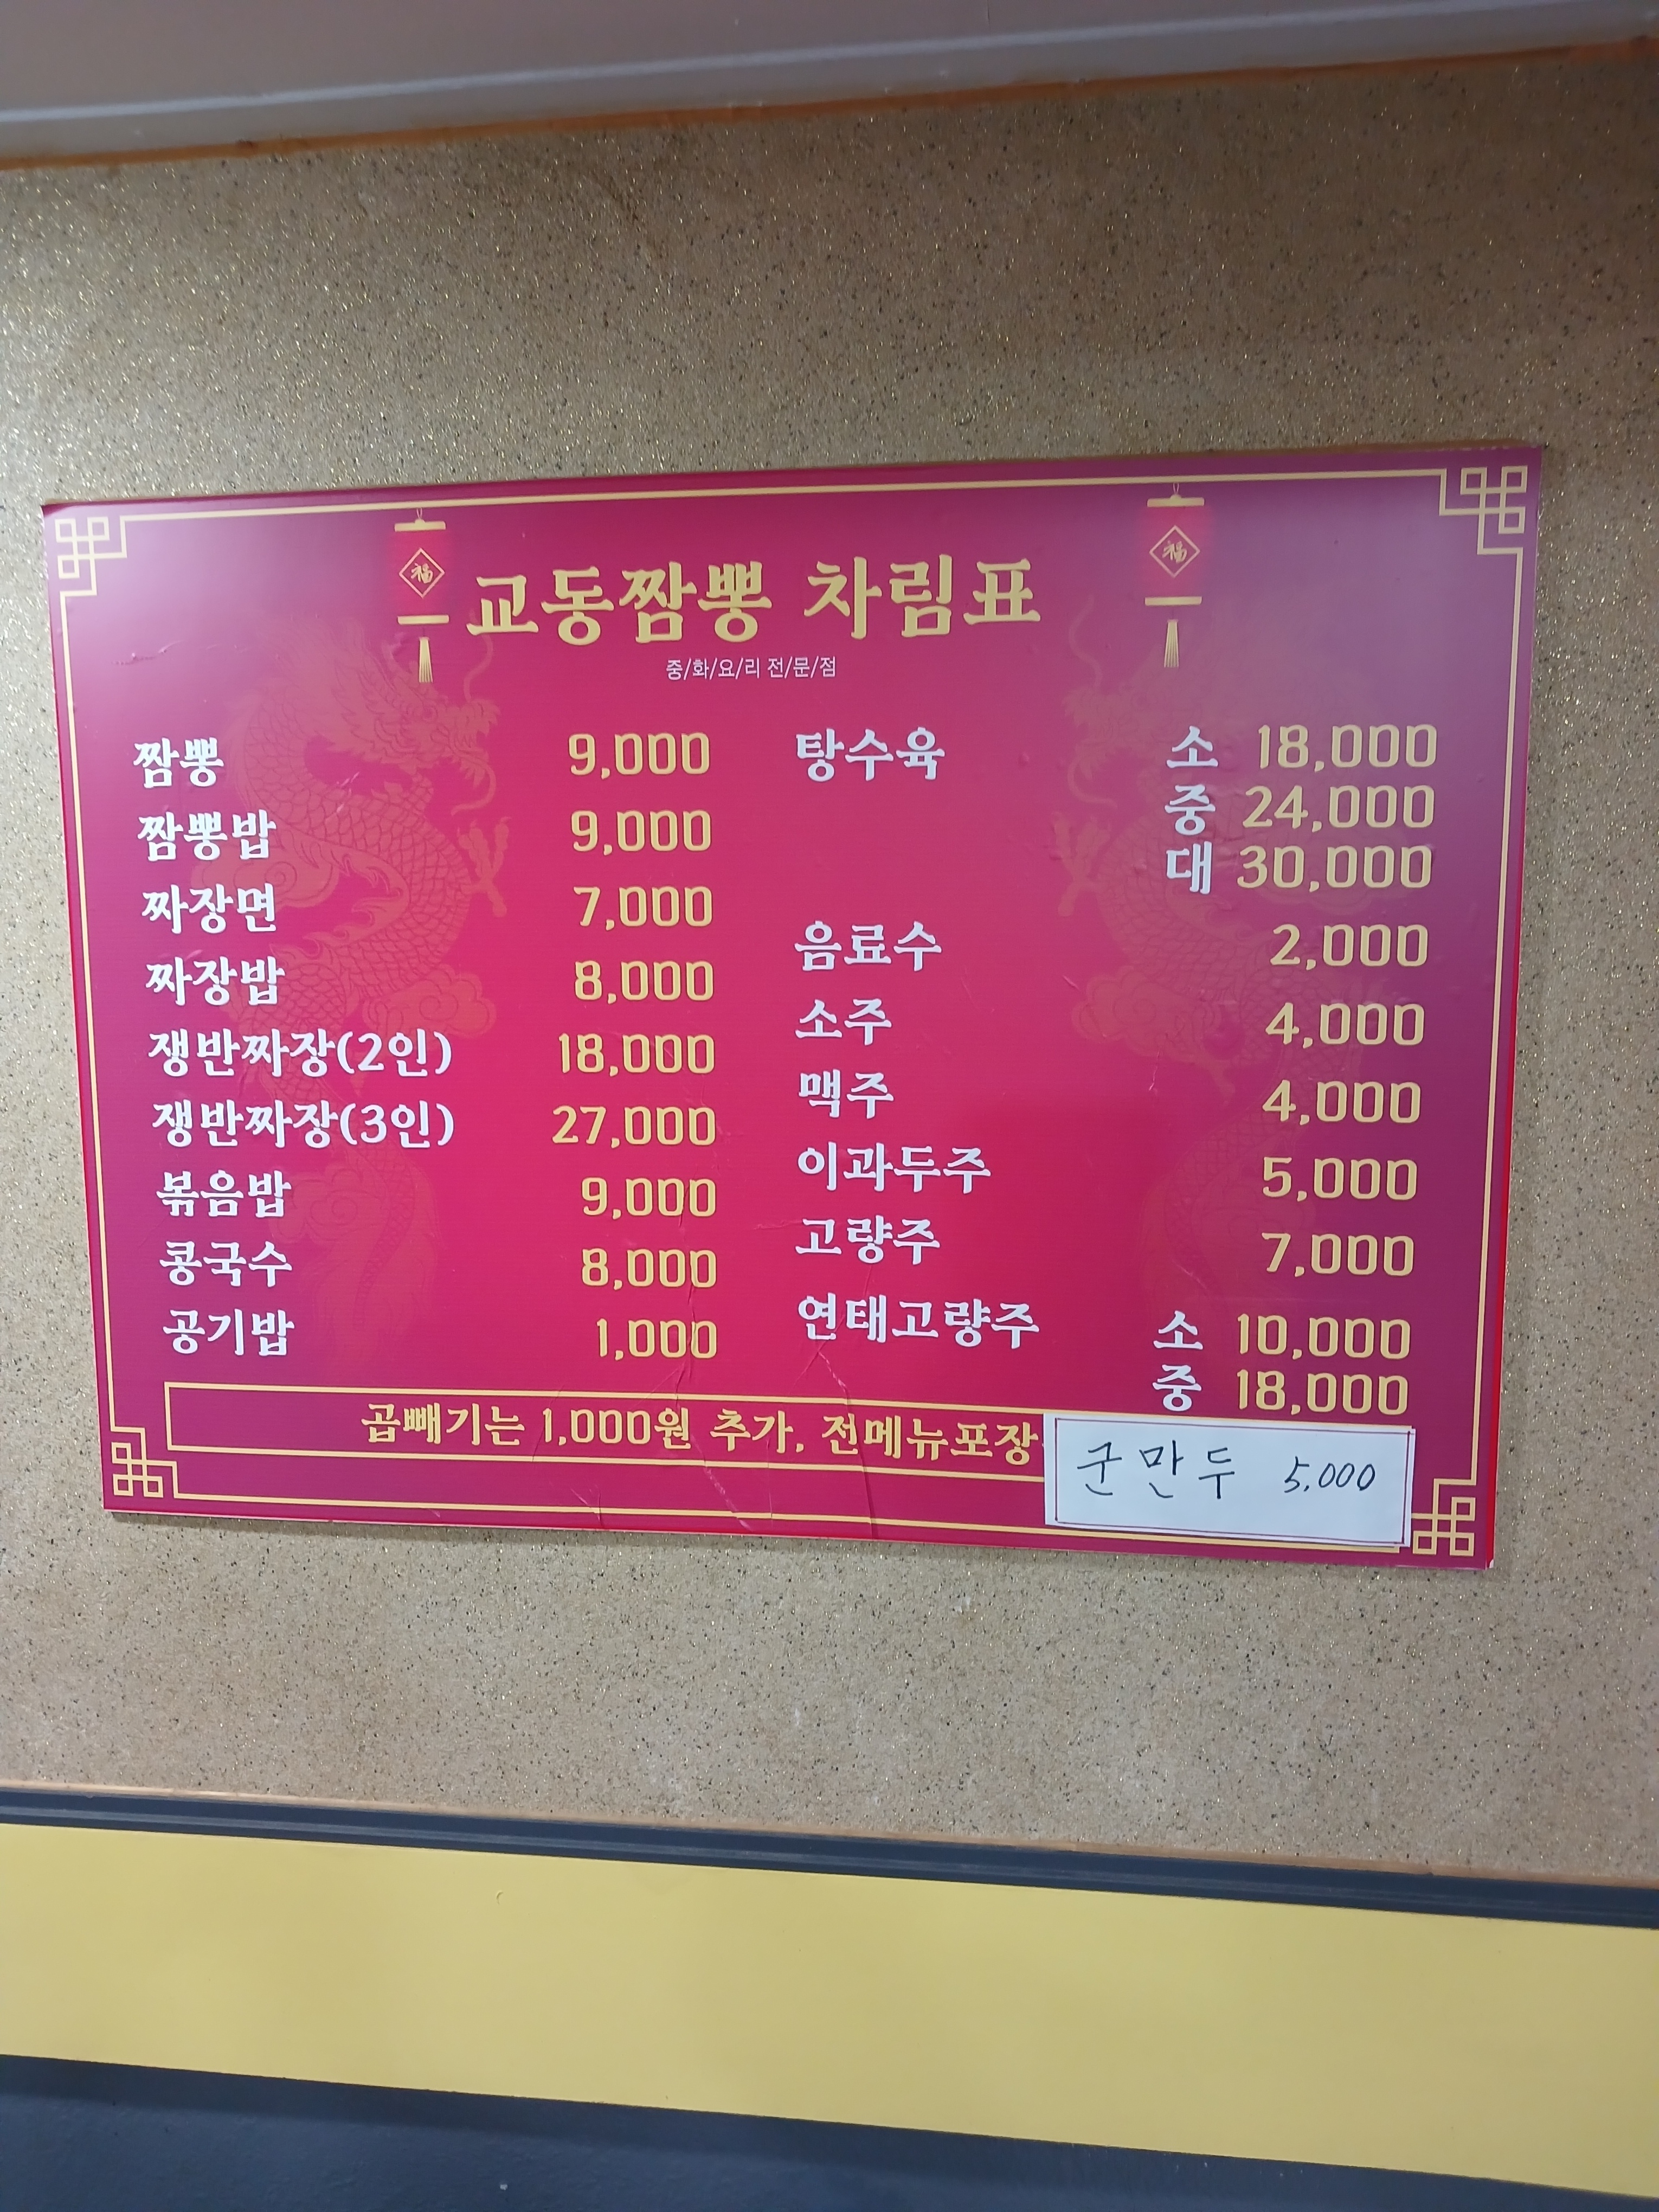 福
福
교동짬뽕 차림표
중/화/요/리 전/문/점
짬뽕 9,000
짬뽕밥 9,000
짜장면 7,000
짜장밥 8,000
쟁반짜장(2인) 18,000
쟁반짜장(3인) 27,000
볶음밥 9,000
콩국수 8,000
공기밥 1,000
탕수육 소 18,000
중 24,000
대 30,000
음료수 2,000
소주 4,000
맥주 4,000
이과두주 5,000
고량주 7,000
연태고량주 소 10,000
중 18,000
곱빼기는 1,000원 추가, 전메뉴포장
군만두 5,000